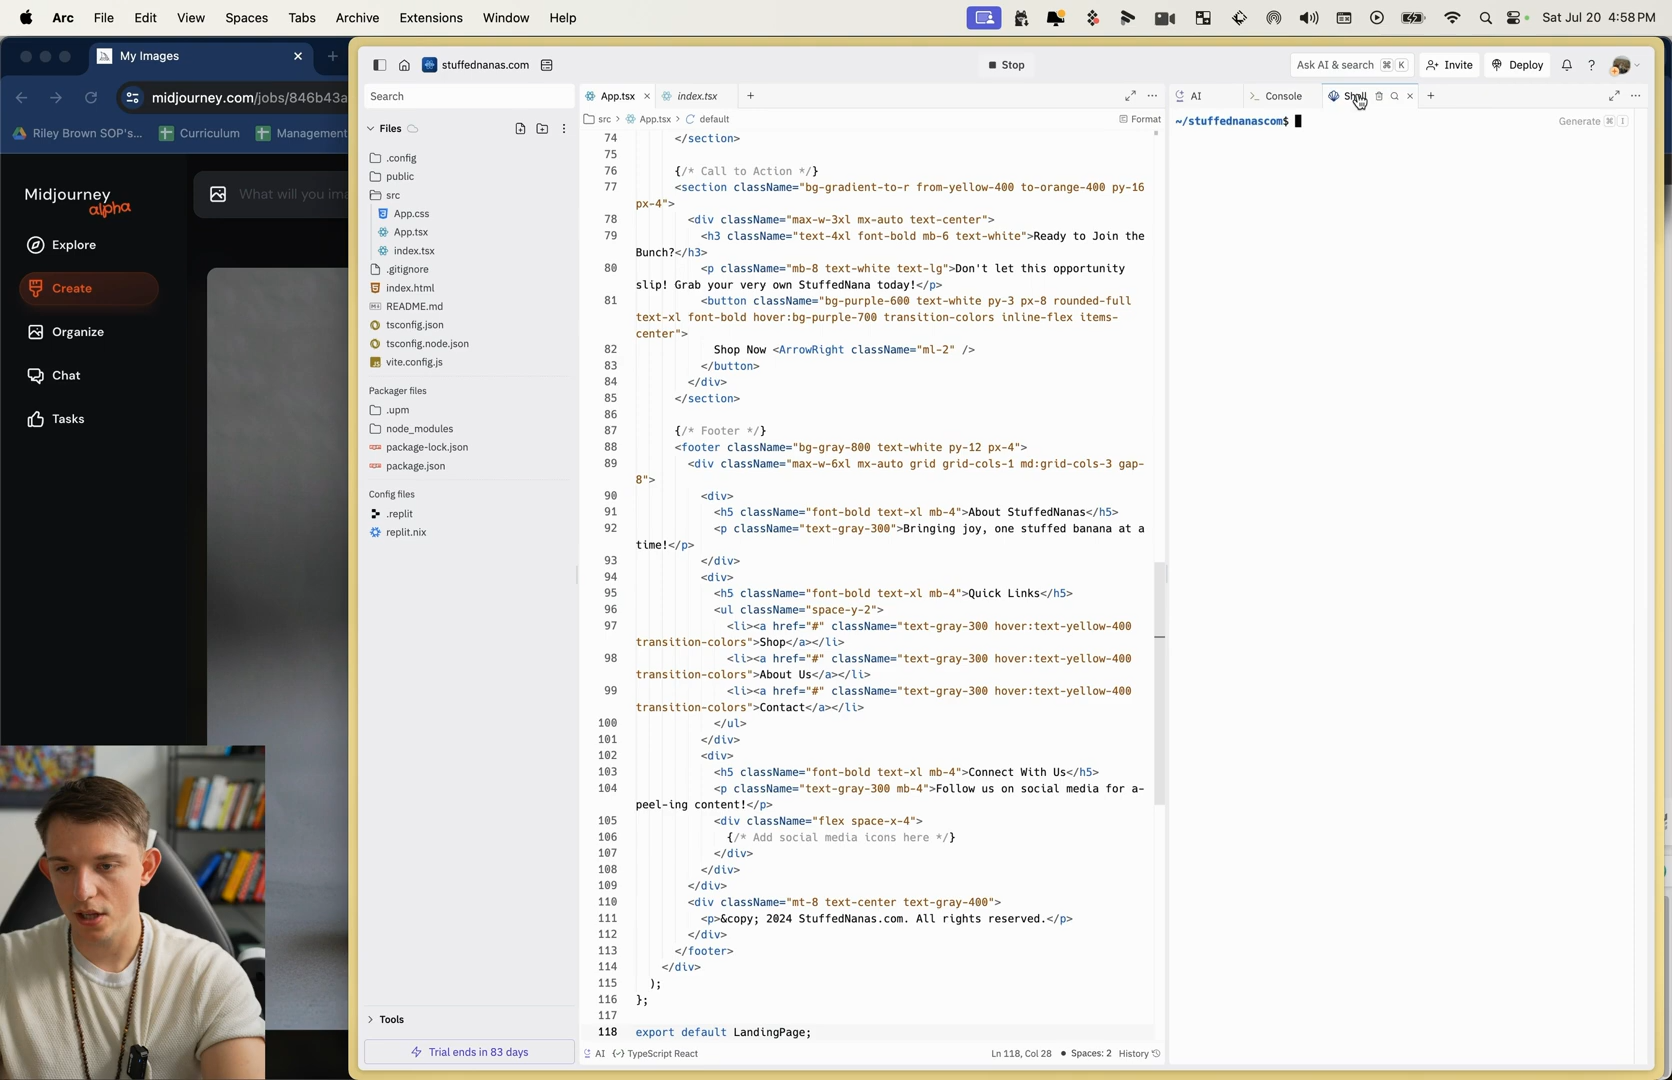 Arc File Edit View Spaces Tabs Archive Extensions Window Help Sat Jul 20 4:58 PM
My Images
midjourney.com/jobs/846b43a
Riley Brown SOP's... Curriculum Management
Midjourney
alpha
What will you ima
Explore
Create
Organize
Chat
Tasks
stuffednanas.com
Stop
Ask AI & search ⌘ K
Invite
Deploy
Search
Files
.config
public
src
App.css
App.tsx
index.tsx
.gitignore
index.html
README.md
tsconfig.json
tsconfig.node.json
vite.config.js
Packager files
.upm
node_modules
package-lock.json
package.json
Config files
.replit
replit.nix
Tools
Trial ends in 83 days
App.tsx index.tsx
src > App.tsx > default Format
74 </section>
75
76 {/* Call to Action */}
77 <section className="bg-gradient-to-r from-yellow-400 to-orange-400 py-16
px-4">
78 <div className="max-w-3xl mx-auto text-center">
79 <h3 className="text-4xl font-bold mb-6 text-white">Ready to Join the
Bunch?</h3>
80 <p className="mb-8 text-white text-lg">Don't let this opportunity
slip! Grab your very own StuffedNana today!</p>
81 <button className="bg-purple-600 text-white py-3 px-8 rounded-full
text-xl font-bold hover:bg-purple-700 transition-colors inline-flex items-
center">
82 Shop Now <ArrowRight className="ml-2" />
83 </button>
84 </div>
85 </section>
86
87 {/* Footer */}
88 <footer className="bg-gray-800 text-white py-12 px-4">
89 <div className="max-w-6xl mx-auto grid grid-cols-1 md:grid-cols-3 gap-
8">
90 <div>
91 <h5 className="font-bold text-xl mb-4">About StuffedNanas</h5>
92 <p className="text-gray-300">Bringing joy, one stuffed banana at a
time!</p>
93 </div>
94 <div>
95 <h5 className="font-bold text-xl mb-4">Quick Links</h5>
96 <ul className="space-y-2">
97 <li><a href="#" className="text-gray-300 hover:text-yellow-400
transition-colors">Shop</a></li>
98 <li><a href="#" className="text-gray-300 hover:text-yellow-400
transition-colors">About Us</a></li>
99 <li><a href="#" className="text-gray-300 hover:text-yellow-400
transition-colors">Contact</a></li>
100 </ul>
101 </div>
102 <div>
103 <h5 className="font-bold text-xl mb-4">Connect With Us</h5>
104 <p className="text-gray-300 mb-4">Follow us on social media for a-
peel-ing content!</p>
105 <div className="flex space-x-4">
106 {/* Add social media icons here */}
107 </div>
108 </div>
109 </div>
110 <div className="mt-8 text-center text-gray-400">
111 <p>&copy; 2024 StuffedNanas.com. All rights reserved.</p>
112 </div>
113 </footer>
114 </div>
115 );
116 };
117
118 export default LandingPage;
AI {✓} TypeScript React Ln 118, Col 28 • Spaces: 2 History
AI Console Shell
~/stuffednanascom$
Generate ⌘ I